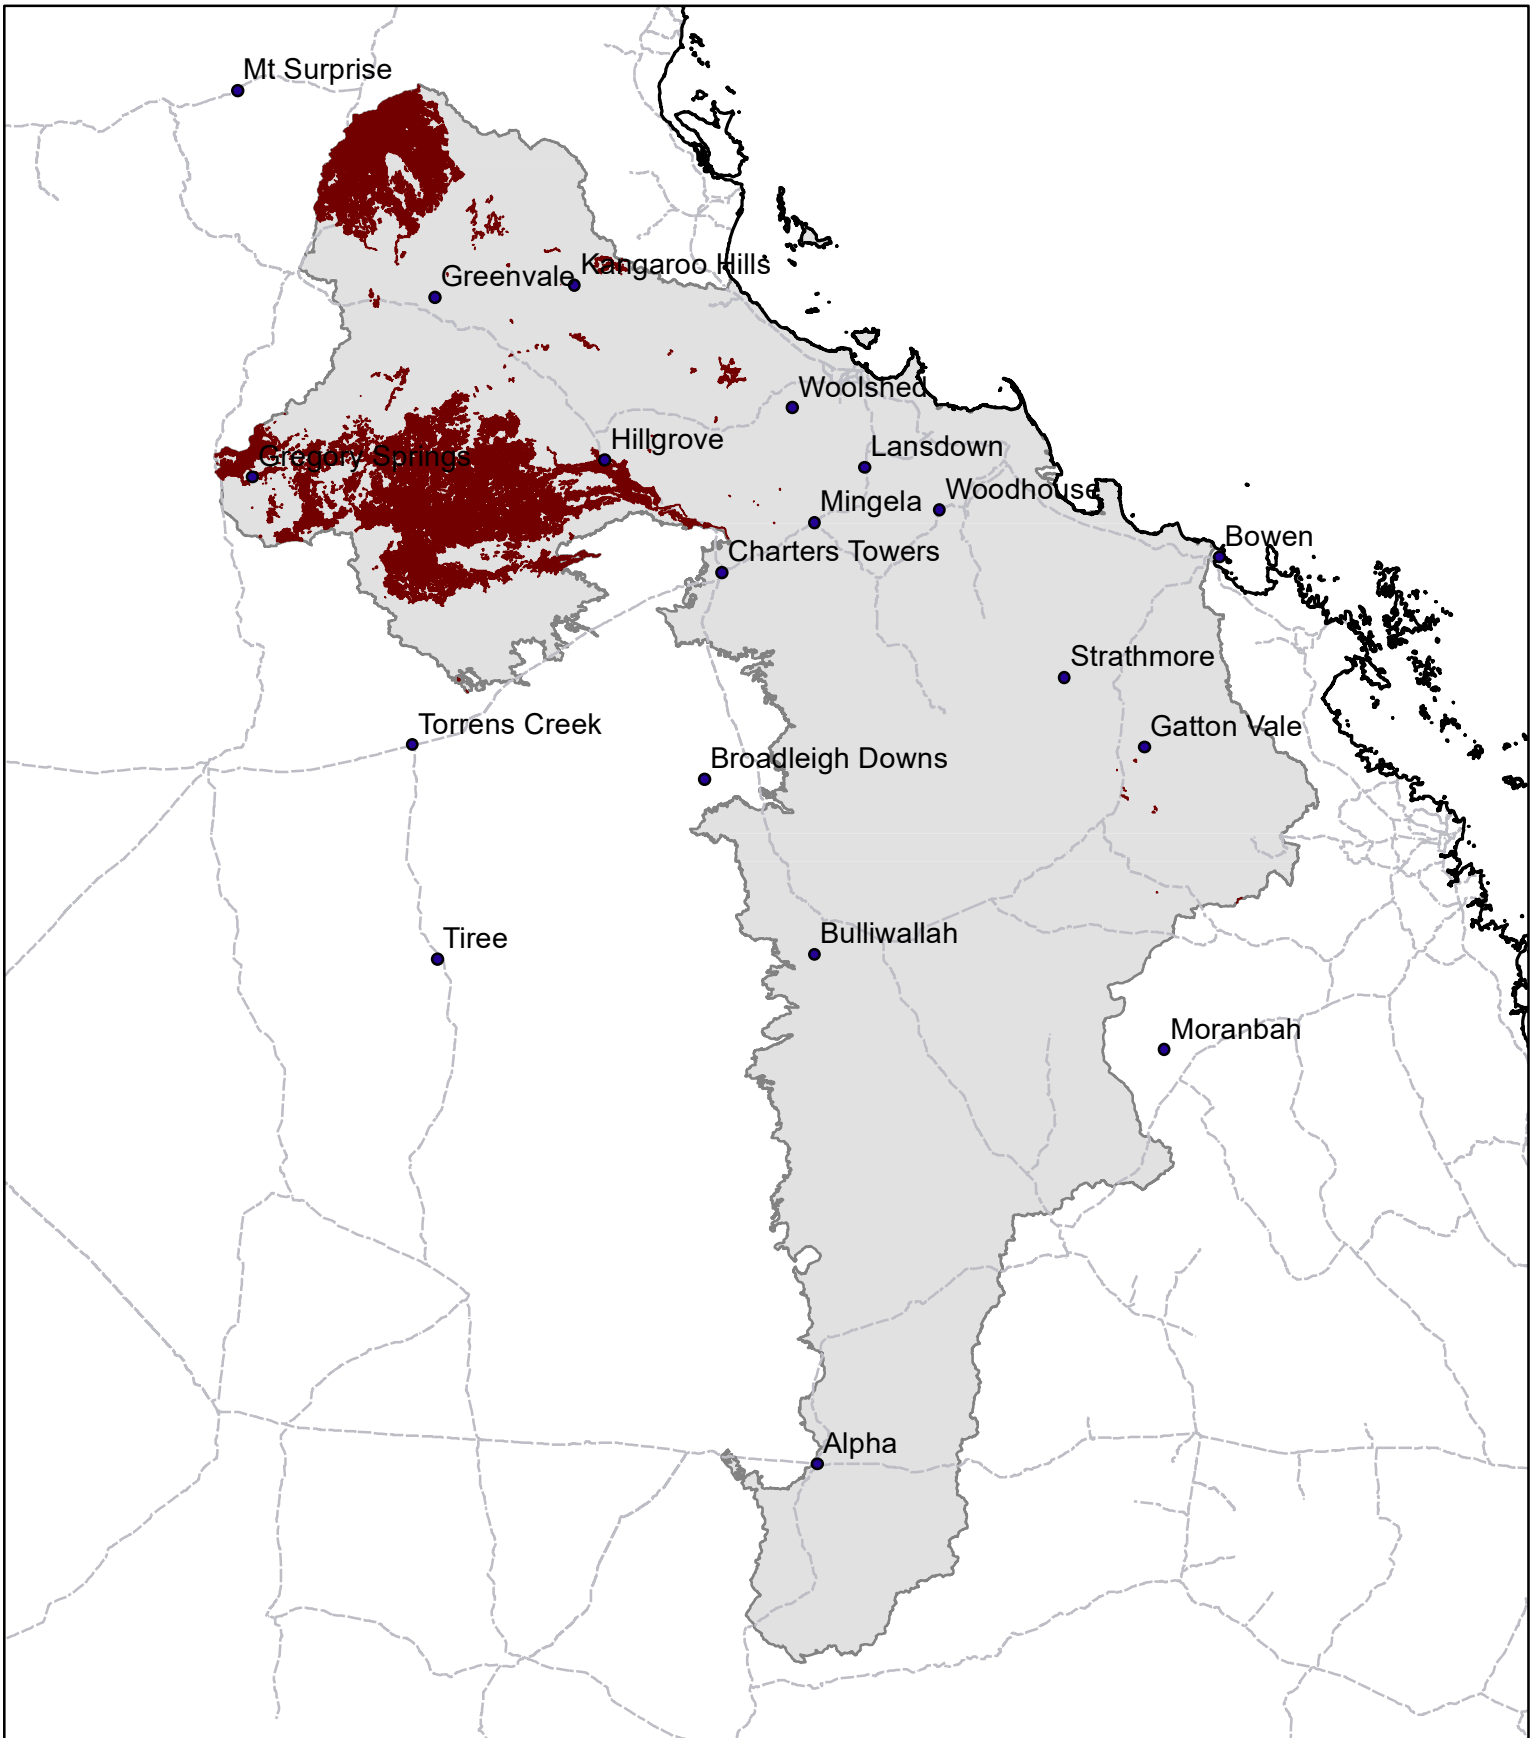 Mt Surprise
Kangaroo Hills
Greenvale
Woolshed
Hillgrove
Lansdown
Gregory Springs
Woodhouse
Mingela
Bowen
Charters Towers
Strathmore
Torrens Creek
Gatton Vale
Broadleigh Downs
Bulliwallah
Tiree
Moranbah
Alpha